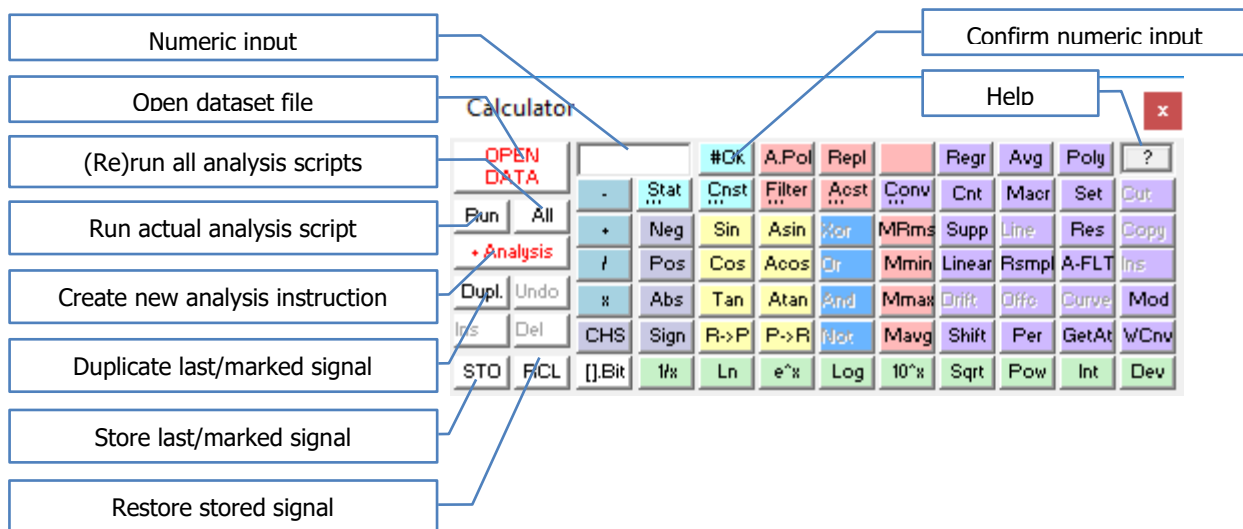 Numeric input
Confirm numeric input
Open dataset file
Help
(Re)run all analysis scripts
Run actual analysis script
Create new analysis instruction
Duplicate last/marked signal
Store last/marked signal
Restore stored signal
Calculator
x
OPEN DATA #Ok A.Pol Repl Regr Avg Poly ?
- Stat... Cnst... Filter... Acst... Conv... Cnt Macr Set Cut
Run All + Neg Sin Asin Xor MRms Supp Line Res Copy
+ Analysis / Pos Cos Acos Or Mmin Linear Rsmpl A-FLT Ins
Dupl. Undo x Abs Tan Atan And Mmax Drift Offc Curve Mod
Ins Del CHS Sign R->P P->R Not Mavg Shift Per GetAt WCnv
STO RCL [].Bit 1/x Ln e^x Log 10^x Sqrt Pow Int Dev